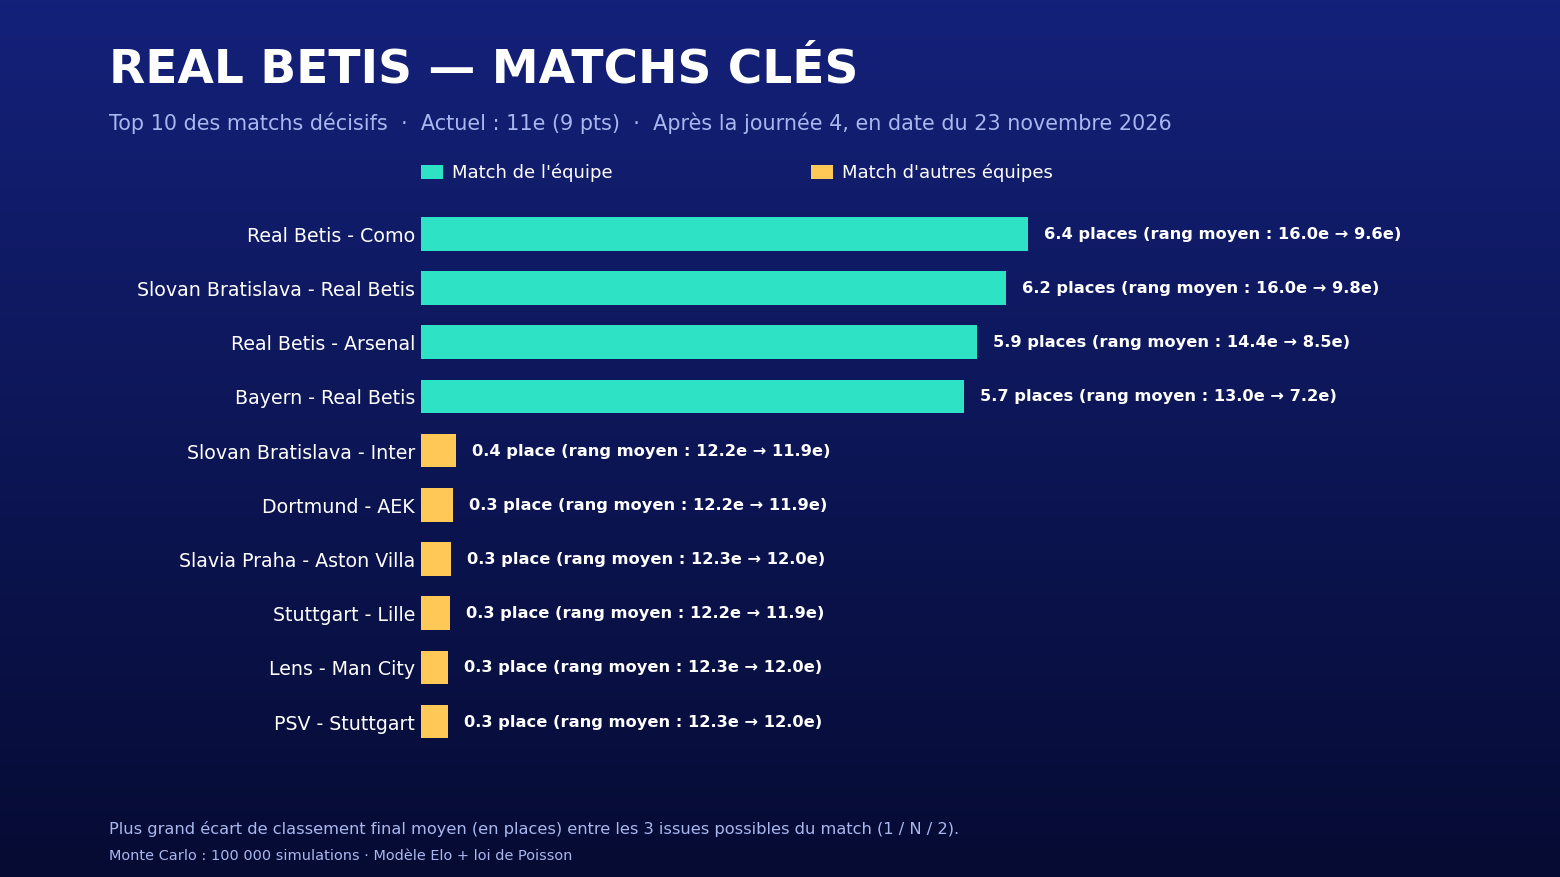 REAL BETIS — MATCHS CLÉS
Top 10 des matchs décisifs · Actuel : 11e (9 pts) · Après la journée 4, en date du 23 novembre 2026
Match de l'équipe Match d'autres équipes
Real Betis - Como 6.4 places (rang moyen : 16.0e → 9.6e)
Slovan Bratislava - Real Betis 6.2 places (rang moyen : 16.0e → 9.8e)
Real Betis - Arsenal 5.9 places (rang moyen : 14.4e → 8.5e)
Bayern - Real Betis 5.7 places (rang moyen : 13.0e → 7.2e)
Slovan Bratislava - Inter 0.4 place (rang moyen : 12.2e → 11.9e)
Dortmund - AEK 0.3 place (rang moyen : 12.2e → 11.9e)
Slavia Praha - Aston Villa 0.3 place (rang moyen : 12.3e → 12.0e)
Stuttgart - Lille 0.3 place (rang moyen : 12.2e → 11.9e)
Lens - Man City 0.3 place (rang moyen : 12.3e → 12.0e)
PSV - Stuttgart 0.3 place (rang moyen : 12.3e → 12.0e)
Plus grand écart de classement final moyen (en places) entre les 3 issues possibles du match (1 / N / 2).
Monte Carlo : 100 000 simulations · Modèle Elo + loi de Poisson